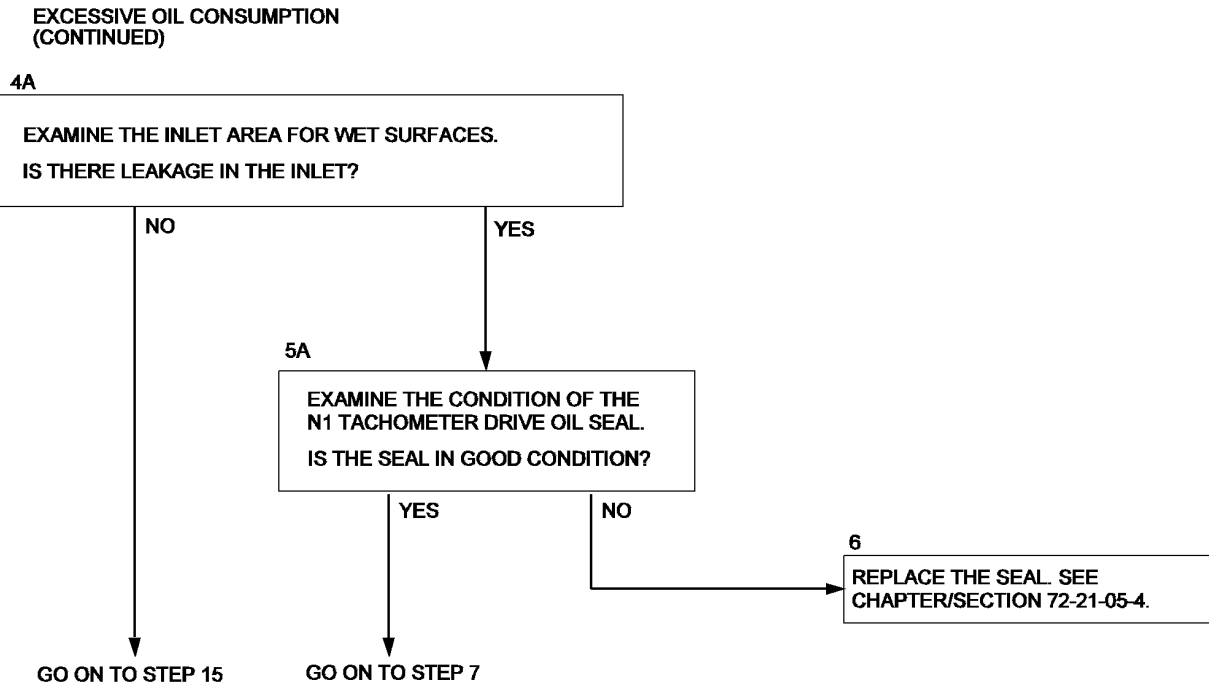 EXCESSIVE OIL CONSUMPTION
(CONTINUED)
4A
EXAMINE THE INLET AREA FOR WET SURFACES.
IS THERE LEAKAGE IN THE INLET?
NO
YES
5A
EXAMINE THE CONDITION OF THE
N1 TACHOMETER DRIVE OIL SEAL.
IS THE SEAL IN GOOD CONDITION?
YES
NO
6
REPLACE THE SEAL. SEE
CHAPTER/SECTION 72-21-05-4.
GO ON TO STEP 15
GO ON TO STEP 7